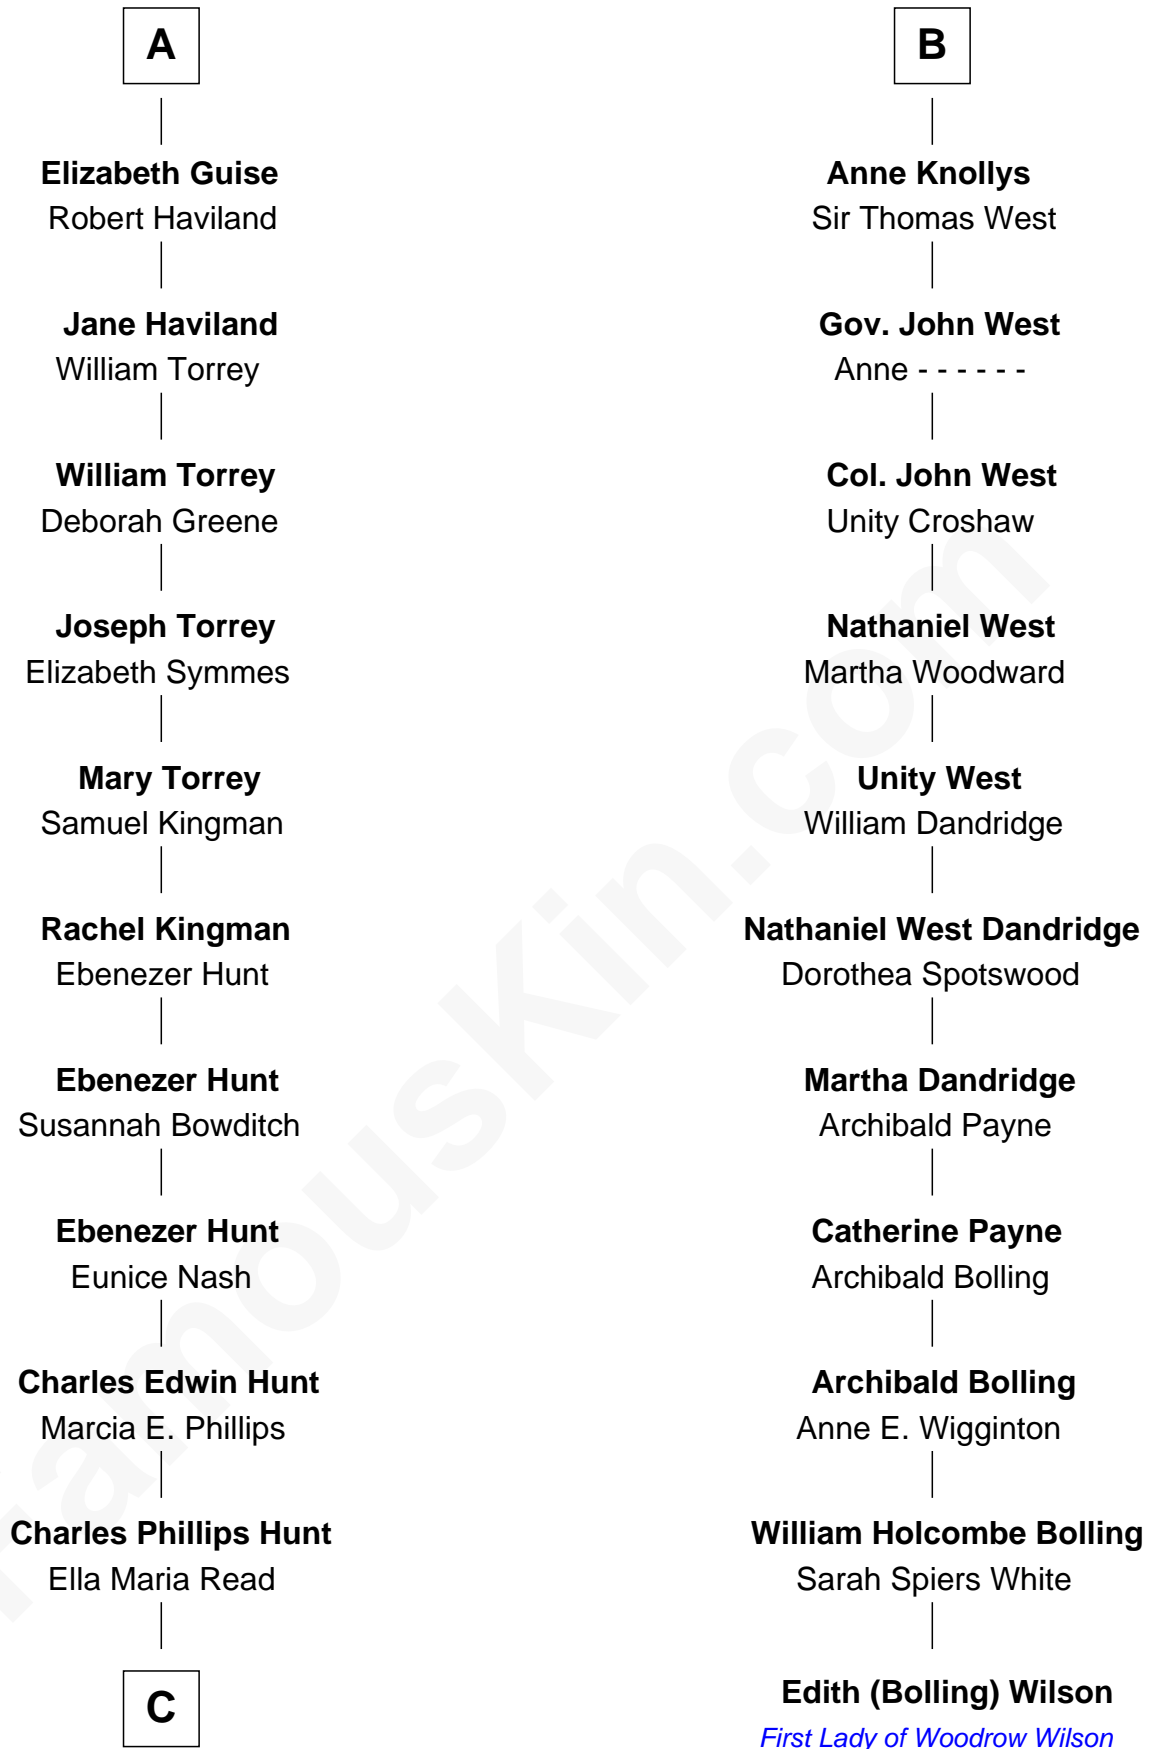 A
Elizabeth Guise
Robert Haviland
Jane Haviland
William Torrey
William Torrey
Deborah Greene
Joseph Torrey
Elizabeth Symmes
Mary Torrey
Samuel Kingman
Rachel Kingman
Ebenezer Hunt
Ebenezer Hunt
Susannah Bowditch
Ebenezer Hunt
Eunice Nash
Charles Edwin Hunt
Marcia E. Phillips
Charles Phillips Hunt
Ella Maria Read
C
B
Anne Knollys
Sir Thomas West
Gov. John West
Anne - - - - - -
Col. John West
Unity Croshaw
Nathaniel West
Martha Woodward
Unity West
William Dandridge
Nathaniel West Dandridge
Dorothea Spotswood
Martha Dandridge
Archibald Payne
Catherine Payne
Archibald Bolling
Archibald Bolling
Anne E. Wigginton
William Holcombe Bolling
Sarah Spiers White
Edith (Bolling) Wilson
First Lady of Woodrow Wilson
FamousKin.com